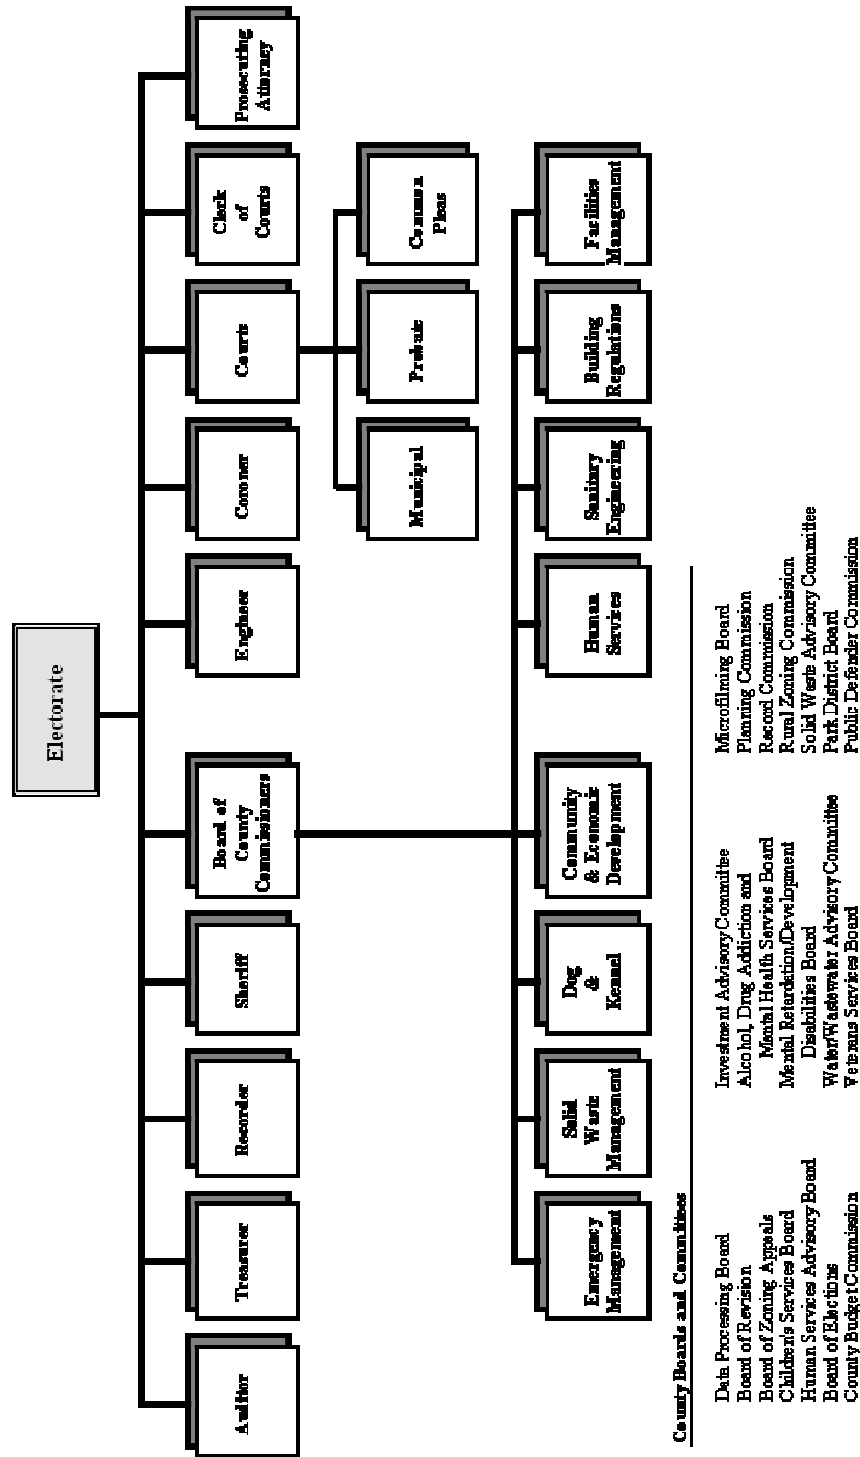 Electorate
Auditor
Treasurer
Recorder
Sheriff
Board of
County
Commissioners
Engineer
Coroner
Courts
Clerk
of
Courts
Prosecuting
Attorney
Municipal
Probate
Common
Pleas
Emergency
Management
Solid
Waste
Management
Dog
&
Kennel
Community
& Economic
Development
Human
Services
Sanitary
Engineering
Building
Regulations
Facilities
Management
County Boards and Committees
Data Processing Board
Board of Revision
Board of Zoning Appeals
Children's Services Board
Human Services Advisory Board
Board of Elections
County Budget Commission
Investment Advisory Committee
Alcohol, Drug Addiction and
Mental Health Services Board
Mental Retardation/Development
Disabilities Board
Water/Wastewater Advisory Committee
Veterans Services Board
Microfilming Board
Planning Commission
Record Commission
Rural Zoning Commission
Solid Waste Advisory Committee
Park District Board
Public Defender Commission